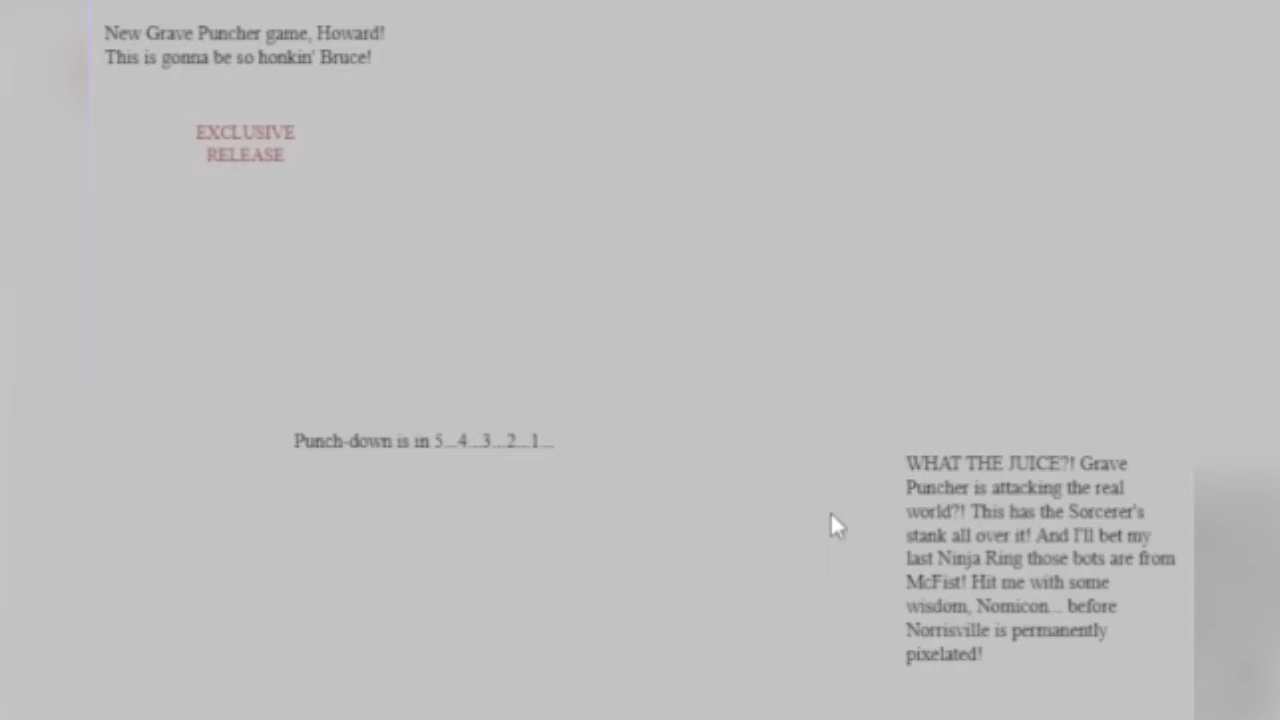 New Grave Puncher game, Howard!
This is gonna be so honkin' Bruce!
EXCLUSIVE
RELEASE
Punch-down is in 5...4...3...2...1...
WHAT THE JUICE?! Grave
Puncher is attacking the real
world?! This has the Sorcerer's
stank all over it! And I'll bet my
last Ninja Ring those bots are from
McFist! Hit me with some
wisdom, Nomicon... before
Norrisville is permanently
pixelated!